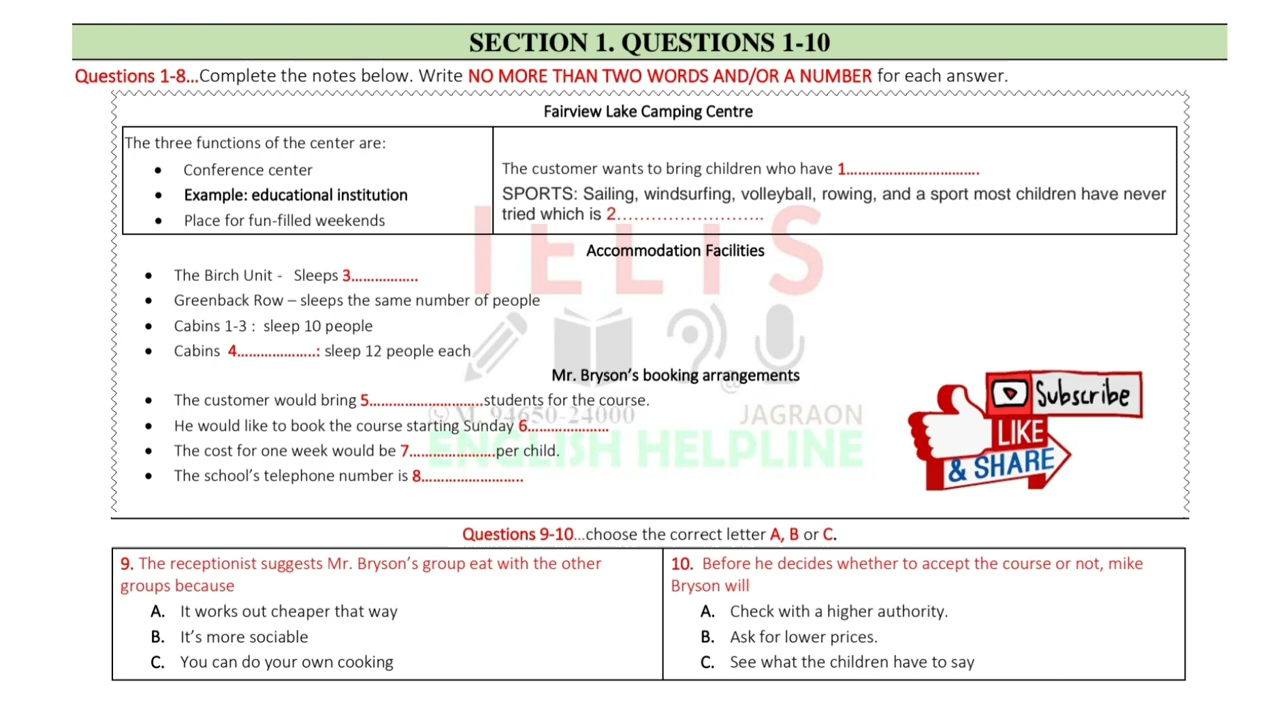 SECTION 1. QUESTIONS 1-10
Questions 1-8...Complete the notes below. Write NO MORE THAN TWO WORDS AND/OR A NUMBER for each answer.
Fairview Lake Camping Centre
The three functions of the center are:
• Conference center
• Example: educational institution
• Place for fun-filled weekends
The customer wants to bring children who have 1.................................
SPORTS: Sailing, windsurfing, volleyball, rowing, and a sport most children have never
tried which is 2..........................
IELTS
Accommodation Facilities
• The Birch Unit - Sleeps 3.................
• Greenback Row – sleeps the same number of people
• Cabins 1-3 : sleep 10 people
• Cabins 4....................: sleep 12 people each
Mr. Bryson's booking arrangements
• The customer would bring 5............................students for the course.
• He would like to book the course starting Sunday 6....................
• The cost for one week would be 7.......................per child.
• The school's telephone number is 8..........................
@
M. 94650-24000 JAGRAON
ENGLISH HELPLINE
Subscribe
LIKE
& SHARE
Questions 9-10...choose the correct letter A, B or C.
9. The receptionist suggests Mr. Bryson's group eat with the other
groups because
A. It works out cheaper that way
B. It's more sociable
C. You can do your own cooking
10. Before he decides whether to accept the course or not, mike
Bryson will
A. Check with a higher authority.
B. Ask for lower prices.
C. See what the children have to say